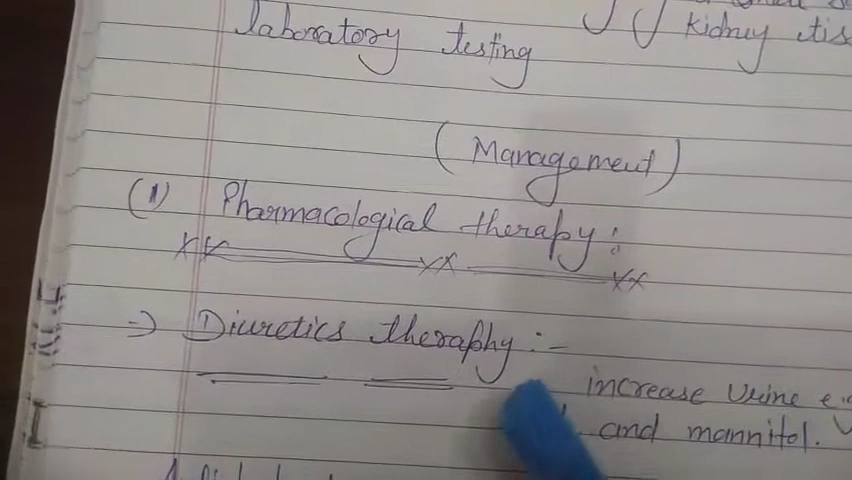 kidney
laboratory testing
(Management)
(1) Pharmacological therapy:
→ Diuretics theraphy :-
increase Urine
and mannitol.